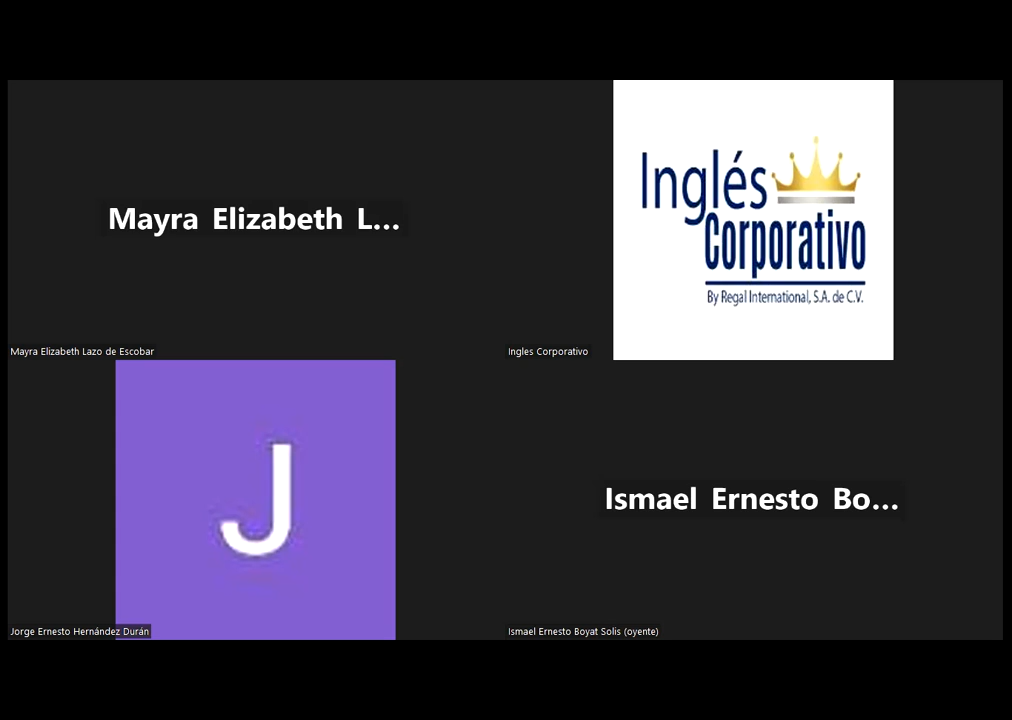 Mayra Elizabeth L...
Mayra Elizabeth Lazo de Escobar
Inglés
Corporativo
By Regal International, S.A. de C.V.
Ingles Corporativo
J
Jorge Ernesto Hernández Durán
Ismael Ernesto Bo...
Ismael Ernesto Boyat Solis (oyente)